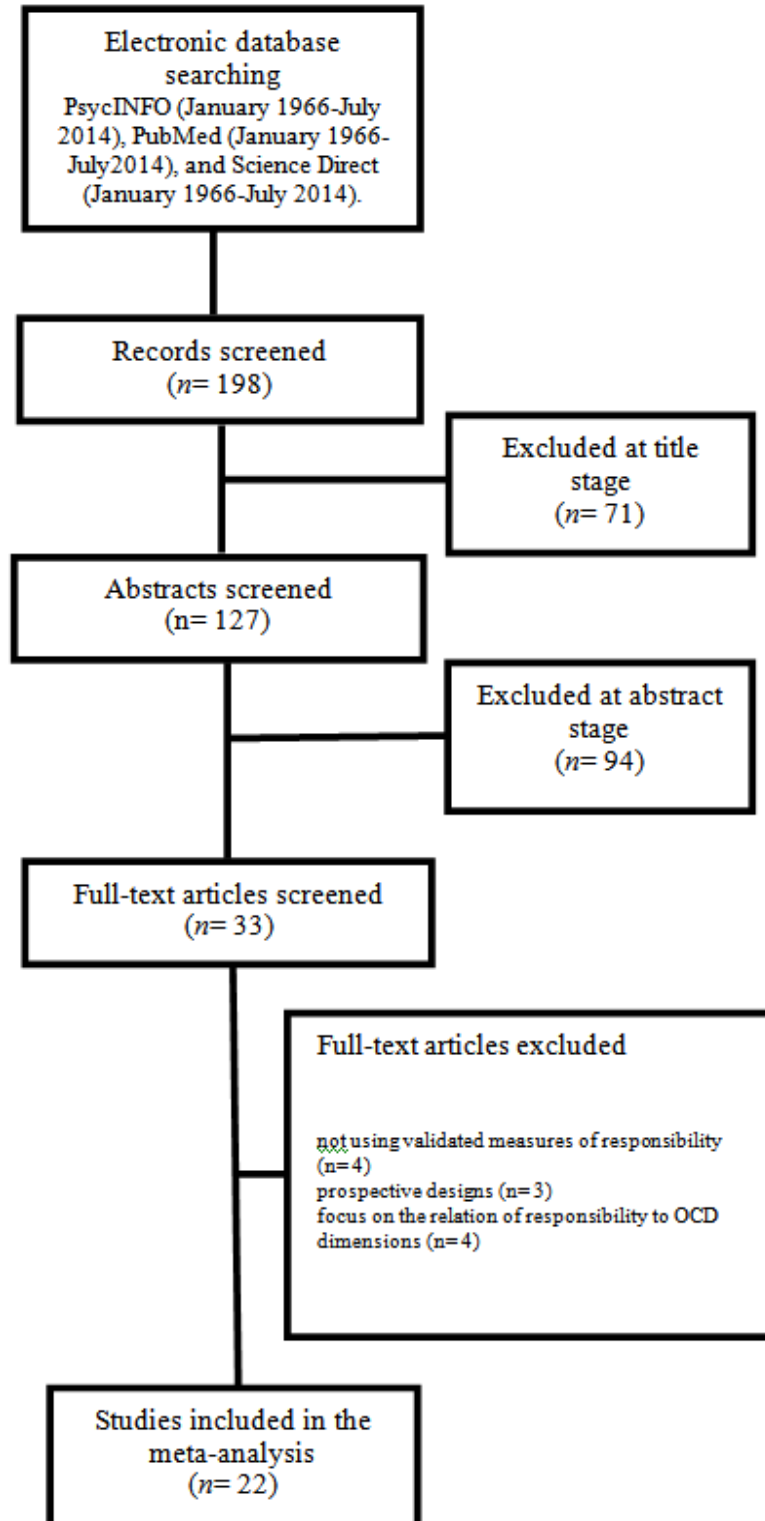 Electronic database
searching
PsycINFO (January 1966-July
2014), PubMed (January 1966-
July2014), and Science Direct
(January 1966-July 2014).
Records screened
(n= 198)
Excluded at title
stage
(n= 71)
Abstracts screened
(n= 127)
Excluded at abstract
stage
(n= 94)
Full-text articles screened
(n= 33)
Full-text articles excluded
not using validated measures of responsibility
(n=4)
prospective designs (n=3)
focus on the relation of responsibility to OCD
dimensions (n=4)
Studies included in the
meta-analysis
(n= 22)